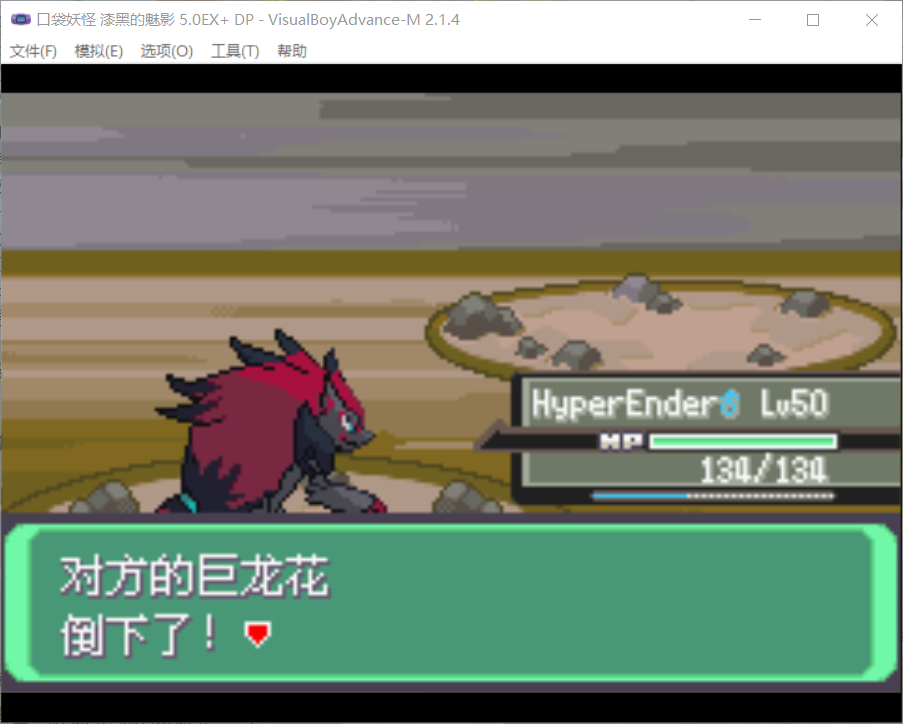 口袋妖怪 漆黑的魅影 5.0EX+ DP - VisualBoyAdvance-M 2.1.4
文件(F) 模拟(E) 选项(O) 工具(T) 帮助
HyperEnder♂ Lv50
HP
134/134
对方的巨龙花
倒下了！